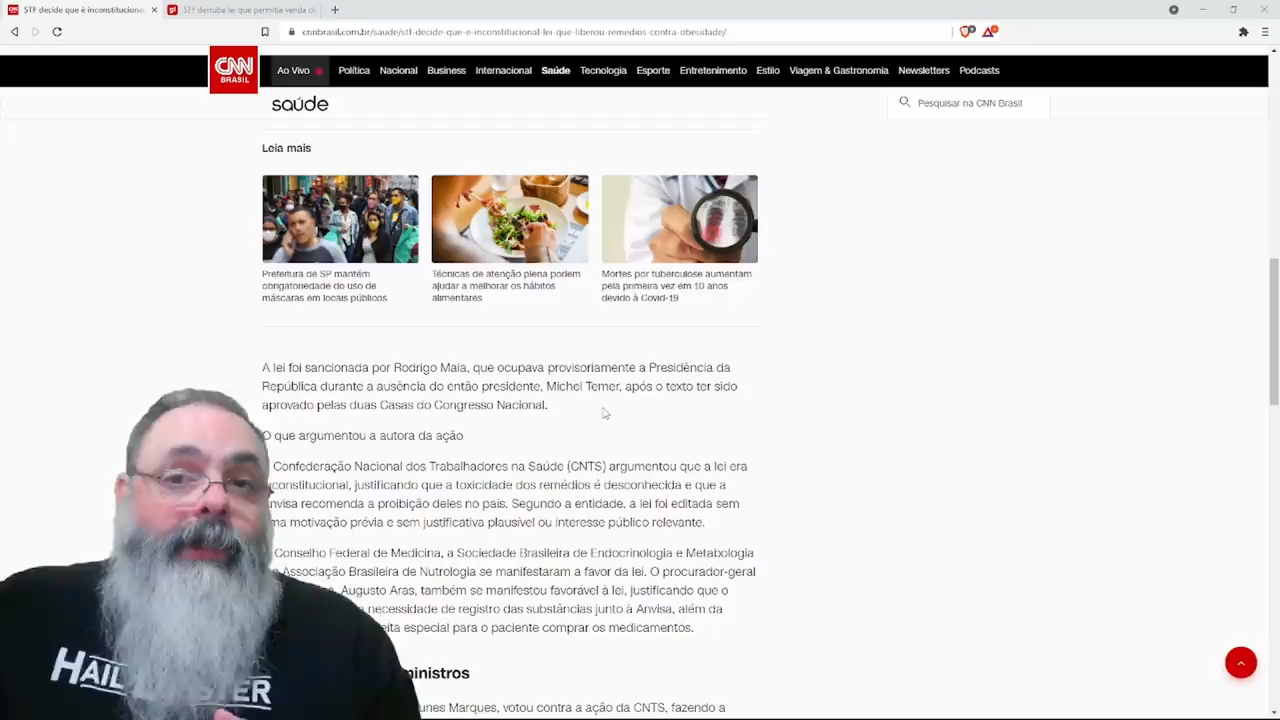 STF decide que é inconstitucional
STF derruba lei que permitia venda d
cnnbrasil.com.br/saude/stf-decide-que-e-inconstitucional-lei-que-liberou-remedios-contra-obesidade/
CNN BRASIL
Ao Vivo
Política Nacional Business Internacional Saúde Tecnologia Esporte Entretenimento Estilo Viagem & Gastronomia Newsletters Podcasts
saúde
Pesquisar na CNN Brasil
Leia mais
Prefeitura de SP mantém
obrigatoriedade do uso de
máscaras em locais públicos
Técnicas de atenção plena podem
ajudar a melhorar os hábitos
alimentares
Mortes por tuberculose aumentam
pela primeira vez em 10 anos
devido à Covid-19
A lei foi sancionada por Rodrigo Maia, que ocupava provisoriamente a Presidência da
República durante a ausência do então presidente, Michel Temer, após o texto ter sido
aprovado pelas duas Casas do Congresso Nacional.
O que argumentou a autora da ação
Confederação Nacional dos Trabalhadores na Saúde (CNTS) argumentou que a lei era
nconstitucional, justificando que a toxicidade dos remédios é desconhecida e que a
nvisa recomenda a proibição deles no país. Segundo a entidade, a lei foi editada sem
ma motivação prévia e sem justificativa plausível ou interesse público relevante.
Conselho Federal de Medicina, a Sociedade Brasileira de Endocrinologia e Metabologia
Associação Brasileira de Nutrologia se manifestaram a favor da lei. O procurador-geral
Augusto Aras, também se manifestou favorável à lei, justificando que o
necessidade de registro das substâncias junto à Anvisa, além da
eita especial para o paciente comprar os medicamentos.
ministros
unes Marques, votou contra a ação da CNTS, fazendo a
HAIL